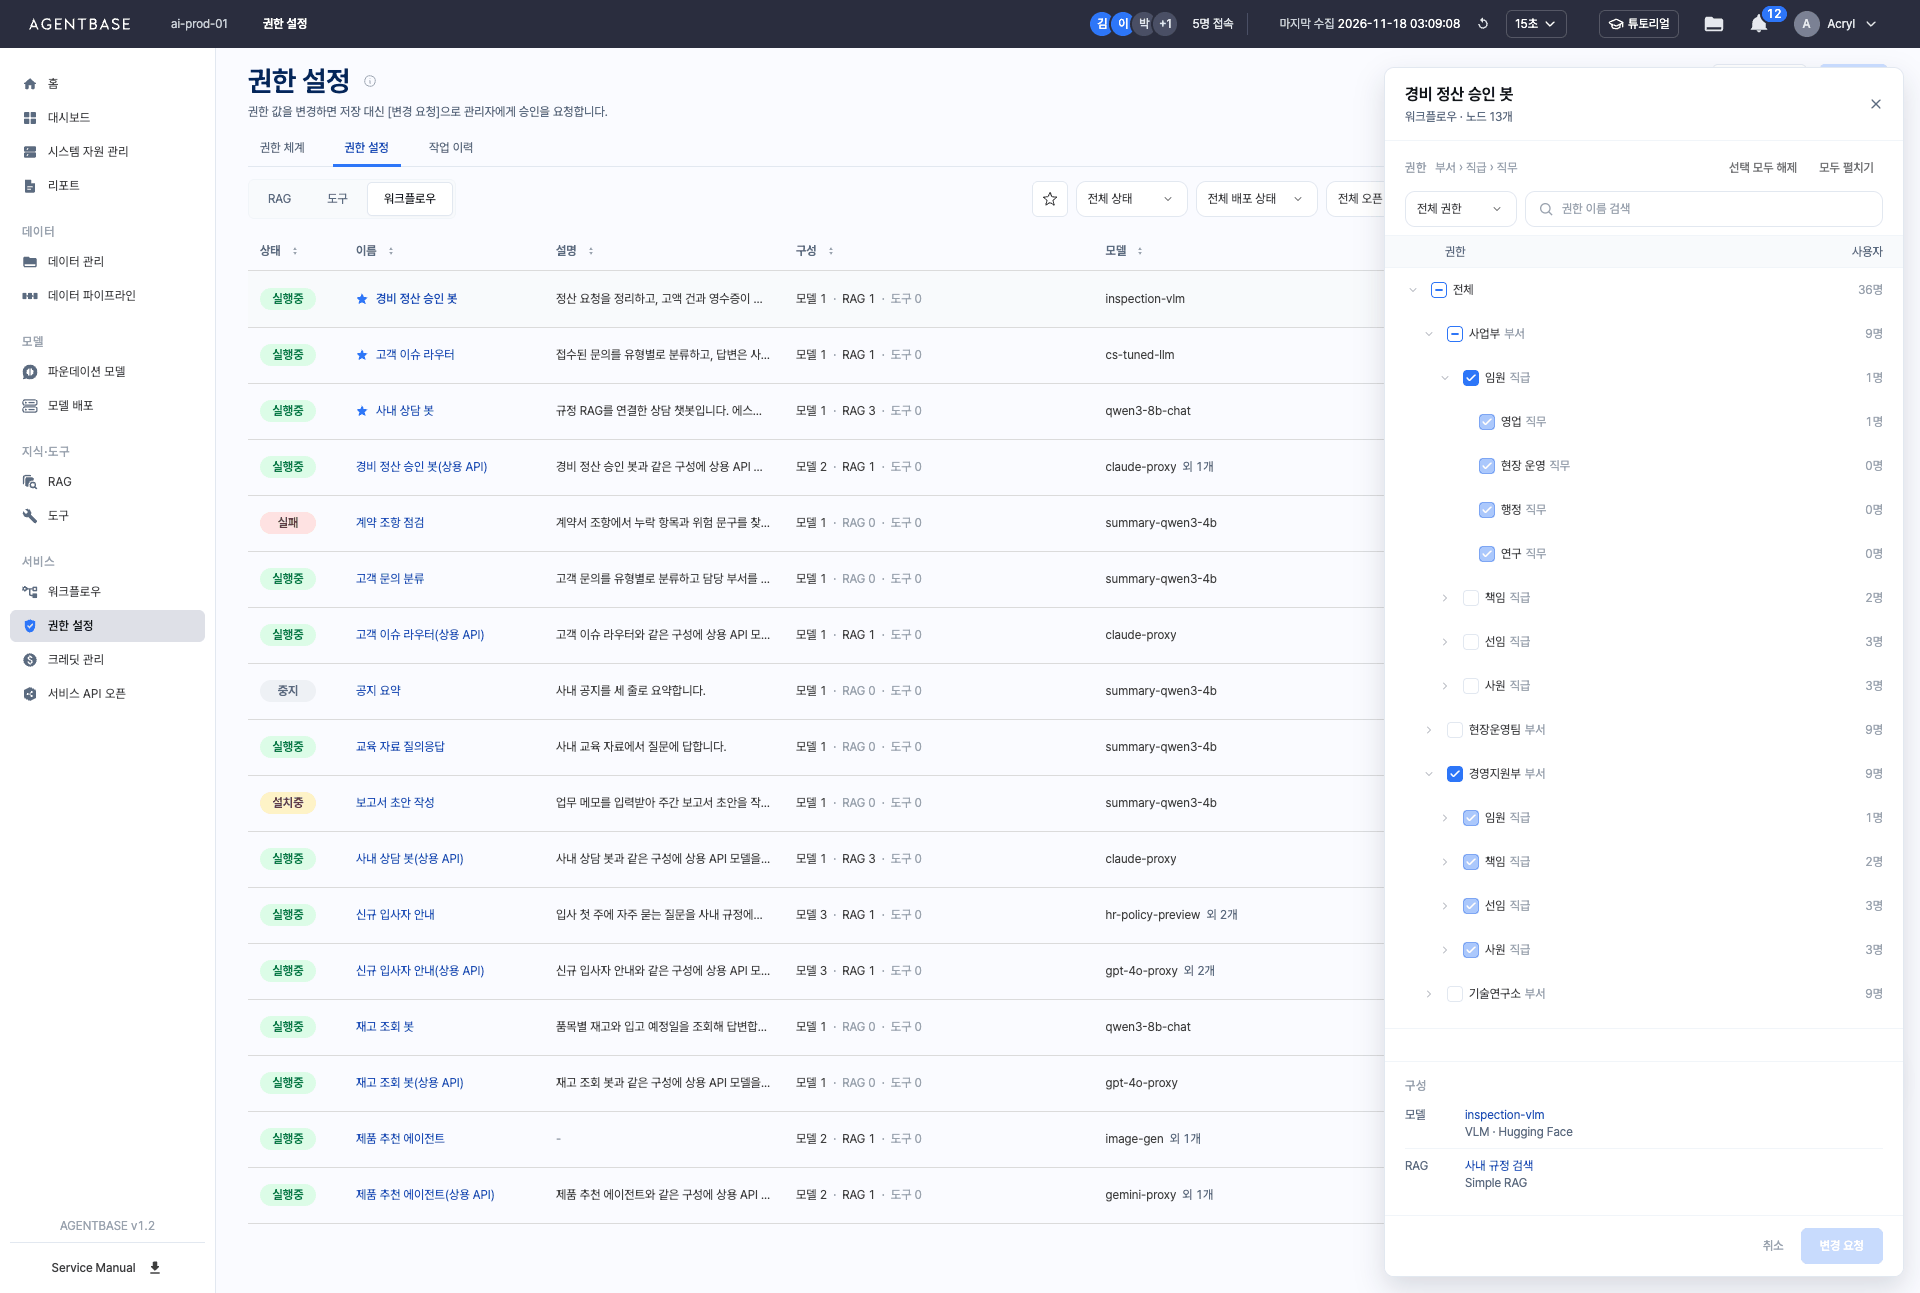 AGENTBASE
ai-prod-01
권한 설정
김 이 박 +1 5명 접속
마지막 수집 2026-11-18 03:09:08
15초
튜토리얼
12
A Acryl
홈
대시보드
시스템 자원 관리
리포트
데이터
데이터 관리
데이터 파이프라인
모델
파운데이션 모델
모델 배포
지식·도구
RAG
도구
서비스
워크플로우
권한 설정
크레딧 관리
서비스 API 오픈
AGENTBASE v1.2
Service Manual
권한 설정
권한 값을 변경하면 저장 대신 [변경 요청]으로 관리자에게 승인을 요청합니다.
권한 체계 권한 설정 작업 이력
RAG 도구 워크플로우
전체 상태 전체 배포 상태 전체 오픈
상태 이름 설명 구성 모델
실행중 경비 정산 승인 봇 정산 요청을 정리하고, 고액 건과 영수증이 ... 모델 1 · RAG 1 · 도구 0 inspection-vlm
실행중 고객 이슈 라우터 접수된 문의를 유형별로 분류하고, 답변은 사... 모델 1 · RAG 1 · 도구 0 cs-tuned-llm
실행중 사내 상담 봇 규정 RAG를 연결한 상담 챗봇입니다. 에스... 모델 1 · RAG 3 · 도구 0 qwen3-8b-chat
실행중 경비 정산 승인 봇(상용 API) 경비 정산 승인 봇과 같은 구성에 상용 API ... 모델 2 · RAG 1 · 도구 0 claude-proxy 외 1개
실패 계약 조항 점검 계약서 조항에서 누락 항목과 위험 문구를 찾... 모델 1 · RAG 0 · 도구 0 summary-qwen3-4b
실행중 고객 문의 분류 고객 문의를 유형별로 분류하고 담당 부서를 ... 모델 1 · RAG 0 · 도구 0 summary-qwen3-4b
실행중 고객 이슈 라우터(상용 API) 고객 이슈 라우터와 같은 구성에 상용 API 모... 모델 1 · RAG 1 · 도구 0 claude-proxy
중지 공지 요약 사내 공지를 세 줄로 요약합니다. 모델 1 · RAG 0 · 도구 0 summary-qwen3-4b
실행중 교육 자료 질의응답 사내 교육 자료에서 질문에 답합니다. 모델 1 · RAG 0 · 도구 0 summary-qwen3-4b
설치중 보고서 초안 작성 업무 메모를 입력받아 주간 보고서 초안을 작... 모델 1 · RAG 0 · 도구 0 summary-qwen3-4b
실행중 사내 상담 봇(상용 API) 사내 상담 봇과 같은 구성에 상용 API 모델을... 모델 1 · RAG 3 · 도구 0 claude-proxy
실행중 신규 입사자 안내 입사 첫 주에 자주 묻는 질문을 사내 규정에... 모델 3 · RAG 1 · 도구 0 hr-policy-preview 외 2개
실행중 신규 입사자 안내(상용 API) 신규 입사자 안내와 같은 구성에 상용 API 모... 모델 3 · RAG 1 · 도구 0 gpt-4o-proxy 외 2개
실행중 재고 조회 봇 품목별 재고와 입고 예정일을 조회해 답변합... 모델 1 · RAG 0 · 도구 0 qwen3-8b-chat
실행중 재고 조회 봇(상용 API) 재고 조회 봇과 같은 구성에 상용 API 모델을... 모델 1 · RAG 0 · 도구 0 gpt-4o-proxy
실행중 제품 추천 에이전트 - 모델 2 · RAG 1 · 도구 0 image-gen 외 1개
실행중 제품 추천 에이전트(상용 API) 제품 추천 에이전트와 같은 구성에 상용 API ... 모델 2 · RAG 1 · 도구 0 gemini-proxy 외 1개
경비 정산 승인 봇
워크플로우 · 노드 13개
권한 부서 › 직급 › 직무 선택 모두 해제 모두 펼치기
전체 권한 권한 이름 검색
권한 사용자
전체 36명
사업부 부서 9명
임원 직급 1명
영업 직무 1명
현장 운영 직무 0명
행정 직무 0명
연구 직무 0명
책임 직급 2명
선임 직급 3명
사원 직급 3명
현장운영팀 부서 9명
경영지원부 부서 9명
임원 직급 1명
책임 직급 2명
선임 직급 3명
사원 직급 3명
기술연구소 부서 9명
구성
모델 inspection-vlm
VLM · Hugging Face
RAG 사내 규정 검색
Simple RAG
취소 변경 요청